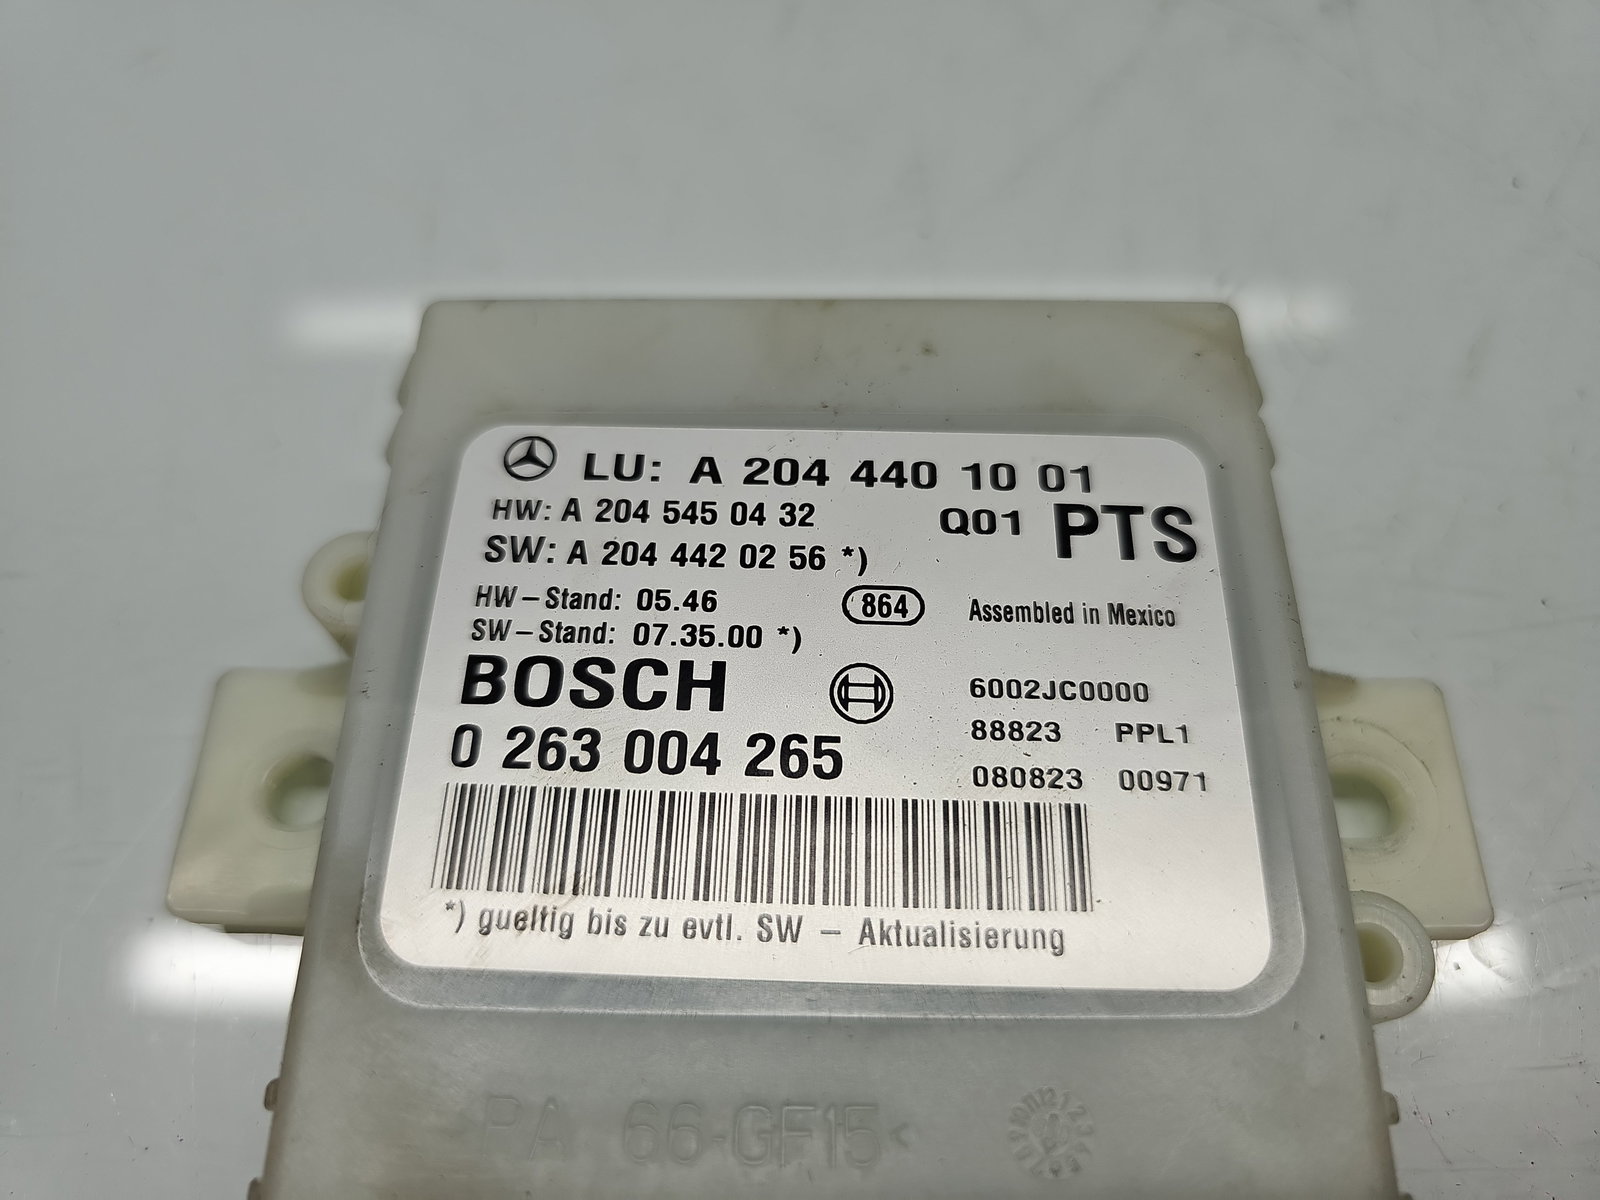 LU: A 204 440 10 01
HW: A 204 545 04 32 Q01 PTS
SW: A 204 442 02 56 *)
HW-Stand: 05.46 864 Assembled in Mexico
SW-Stand: 07.35.00 *)
BOSCH 6002JC0000
88823 PPL1
0 263 004 265
080823 00971
*) gueltig bis zu evtl. SW - Aktualisierung
PA 66-GF15<